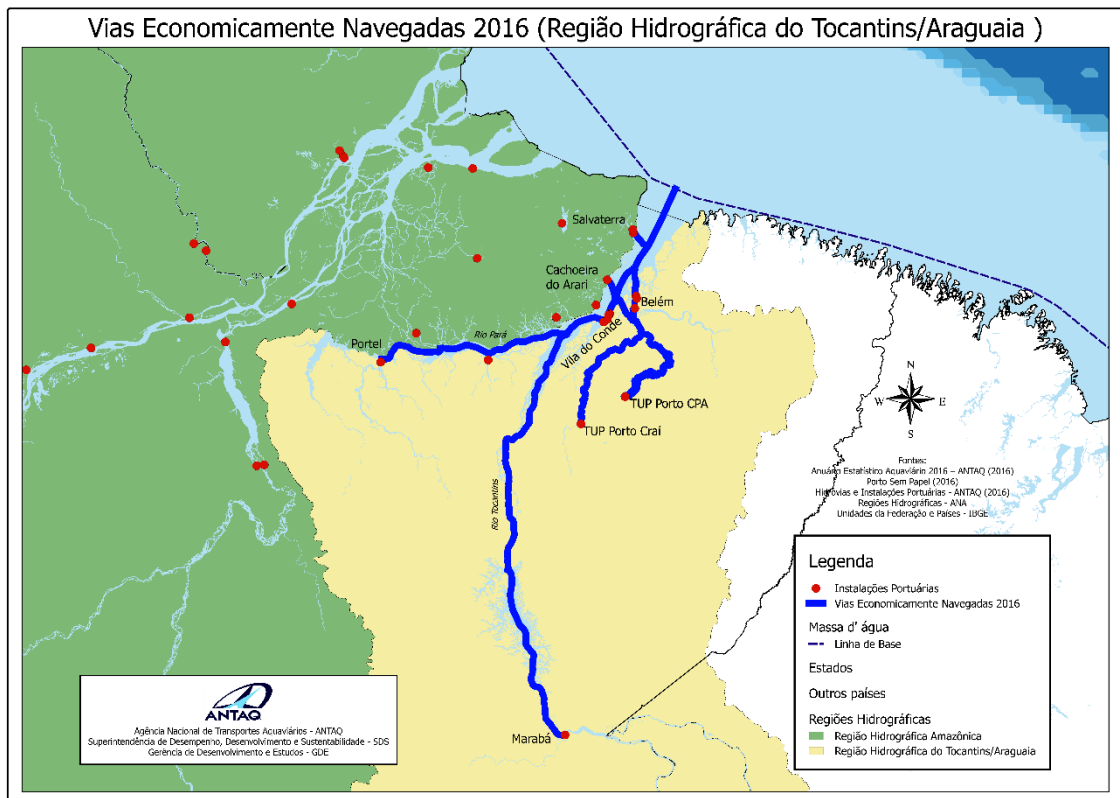 Vias Economicamente Navegadas 2016 (Região Hidrográfica do Tocantins/Araguaia )
Salvaterra
Cachoeira
do Arari
Belém
Rio Pará
Vila do Conde
Portel
TUP Porto CPA
TUP Porto Craí
Rio Tocantins
Marabá
N
W
E
S
Fontes:
Anuário Estatístico Aquaviário 2016 – ANTAQ (2016)
Porto Sem Papel (2016)
Hidrovias e Instalações Portuárias - ANTAQ (2016)
Regiões Hidrográficas - ANA
Unidades da Federação e Países - IBGE
Legenda
Instalações Portuárias
Vias Economicamente Navegadas 2016
Massa d' água
Linha de Base
Estados
Outros países
Regiões Hidrográficas
Região Hidrográfica Amazônica
Região Hidrográfica do Tocantins/Araguaia
ANTAQ
Agência Nacional de Transportes Aquaviários - ANTAQ
Superintendência de Desempenho, Desenvolvimento e Sustentabilidade - SDS
Gerência de Desenvolvimento e Estudos - GDE